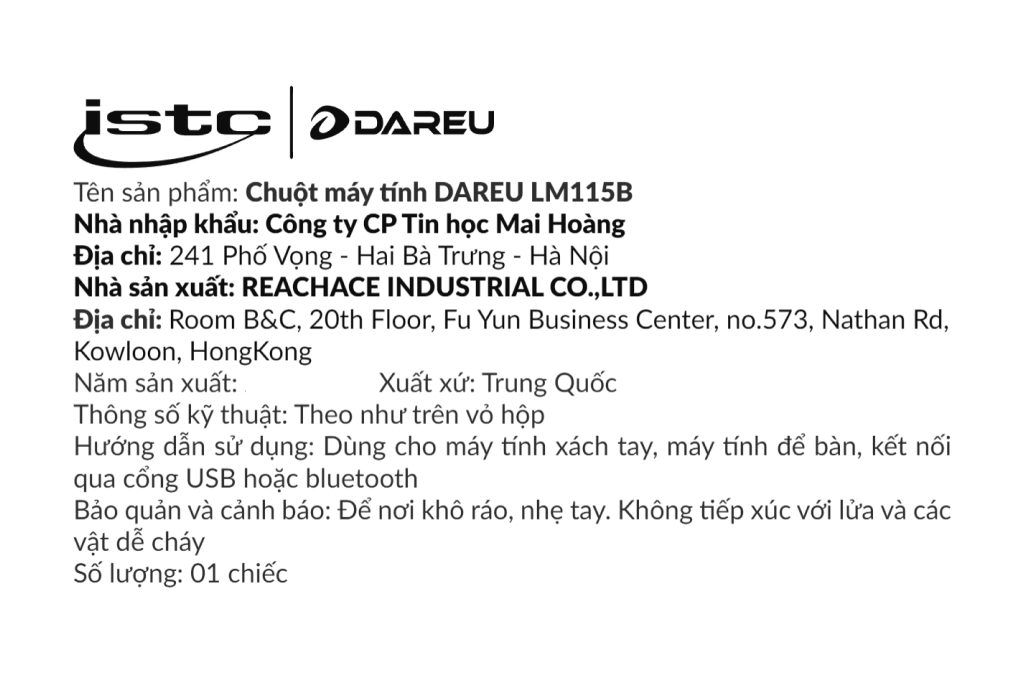 istc DAREU
Tên sản phẩm: Chuột máy tính DAREU LM115B
Nhà nhập khẩu: Công ty CP Tin học Mai Hoàng
Địa chỉ: 241 Phố Vọng - Hai Bà Trưng - Hà Nội
Nhà sản xuất: REACHACE INDUSTRIAL CO.,LTD
Địa chỉ: Room B&C, 20th Floor, Fu Yun Business Center, no.573, Nathan Rd,
Kowloon, HongKong
Năm sản xuất: Xuất xứ: Trung Quốc
Thông số kỹ thuật: Theo như trên vỏ hộp
Hướng dẫn sử dụng: Dùng cho máy tính xách tay, máy tính để bàn, kết nối
qua cổng USB hoặc bluetooth
Bảo quản và cảnh báo: Để nơi khô ráo, nhẹ tay. Không tiếp xúc với lửa và các
vật dễ cháy
Số lượng: 01 chiếc